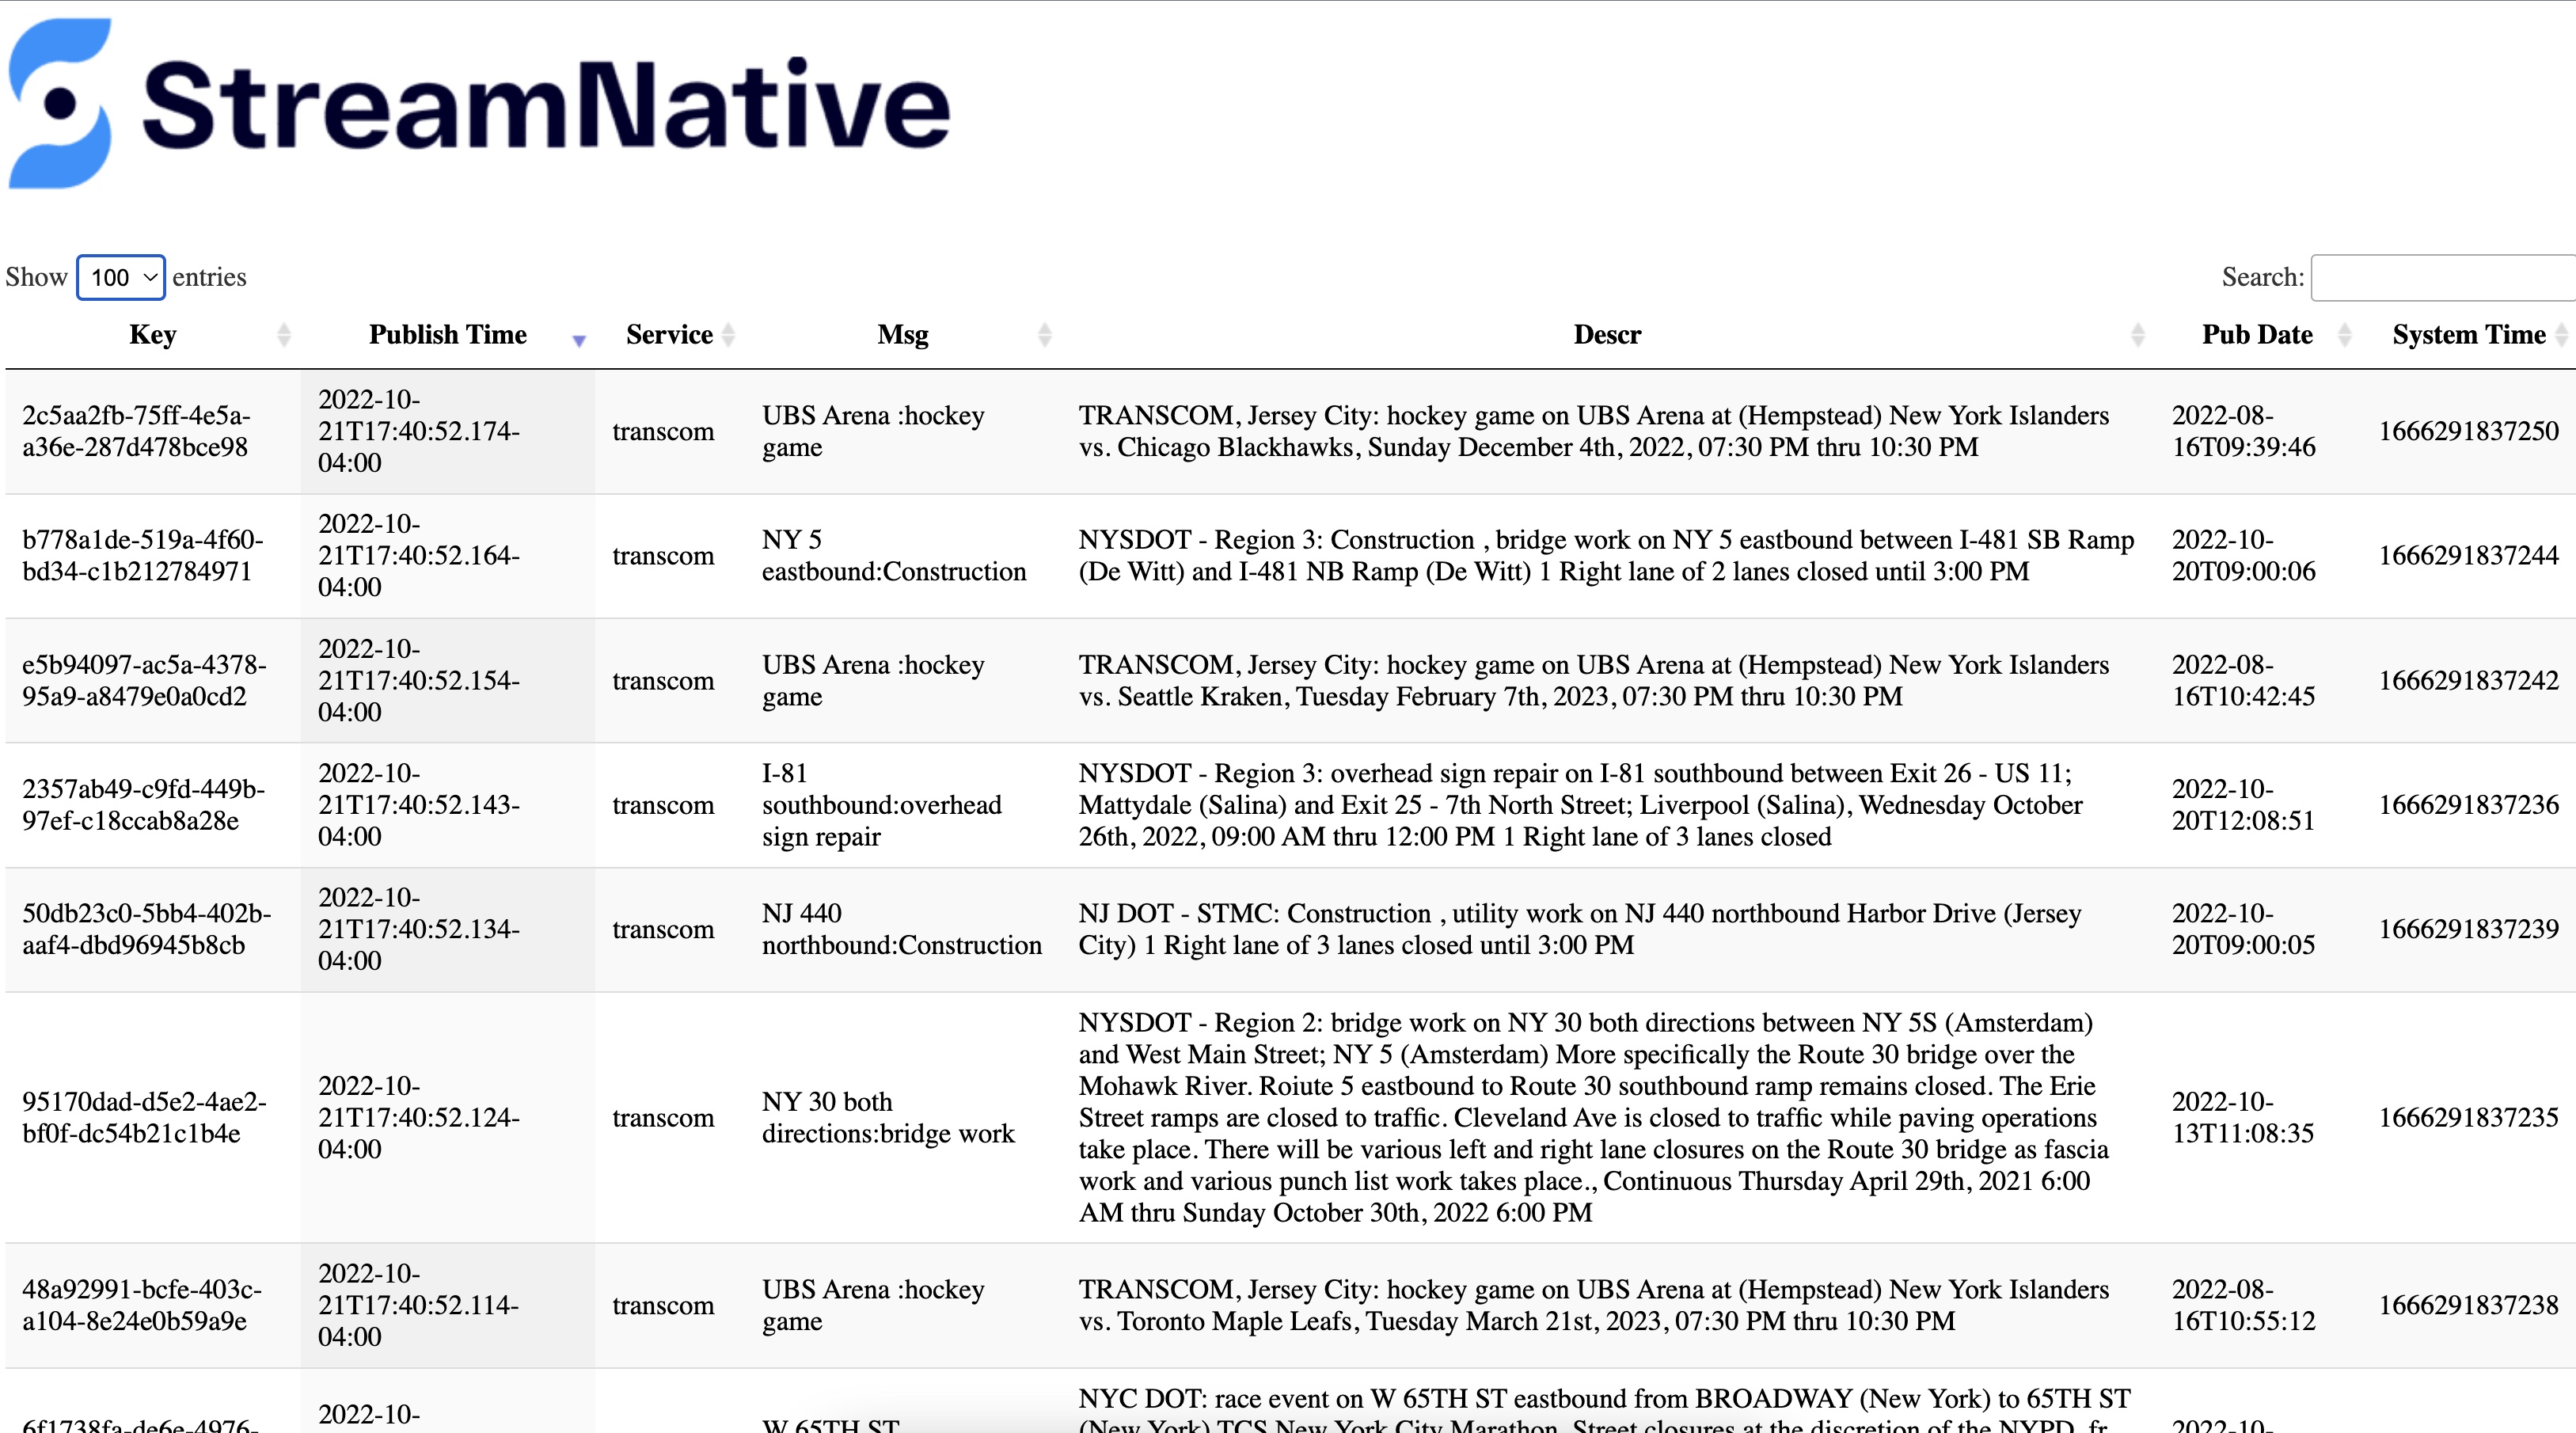 StreamNative
Show 100 entries
Search:
Key Publish Time Service Msg Descr Pub Date System Time
2c5aa2fb-75ff-4e5a-
a36e-287d478bce98
2022-10-
21T17:40:52.174-
04:00
transcom
UBS Arena :hockey
game
TRANSCOM, Jersey City: hockey game on UBS Arena at (Hempstead) New York Islanders
vs. Chicago Blackhawks, Sunday December 4th, 2022, 07:30 PM thru 10:30 PM
2022-08-
16T09:39:46
1666291837250
b778a1de-519a-4f60-
bd34-c1b212784971
2022-10-
21T17:40:52.164-
04:00
transcom
NY 5
eastbound:Construction
NYSDOT - Region 3: Construction , bridge work on NY 5 eastbound between I-481 SB Ramp
(De Witt) and I-481 NB Ramp (De Witt) 1 Right lane of 2 lanes closed until 3:00 PM
2022-10-
20T09:00:06
1666291837244
e5b94097-ac5a-4378-
95a9-a8479e0a0cd2
2022-10-
21T17:40:52.154-
04:00
transcom
UBS Arena :hockey
game
TRANSCOM, Jersey City: hockey game on UBS Arena at (Hempstead) New York Islanders
vs. Seattle Kraken, Tuesday February 7th, 2023, 07:30 PM thru 10:30 PM
2022-08-
16T10:42:45
1666291837242
2357ab49-c9fd-449b-
97ef-c18ccab8a28e
2022-10-
21T17:40:52.143-
04:00
transcom
I-81
southbound:overhead
sign repair
NYSDOT - Region 3: overhead sign repair on I-81 southbound between Exit 26 - US 11;
Mattydale (Salina) and Exit 25 - 7th North Street; Liverpool (Salina), Wednesday October
26th, 2022, 09:00 AM thru 12:00 PM 1 Right lane of 3 lanes closed
2022-10-
20T12:08:51
1666291837236
50db23c0-5bb4-402b-
aaf4-dbd96945b8cb
2022-10-
21T17:40:52.134-
04:00
transcom
NJ 440
northbound:Construction
NJ DOT - STMC: Construction , utility work on NJ 440 northbound Harbor Drive (Jersey
City) 1 Right lane of 3 lanes closed until 3:00 PM
2022-10-
20T09:00:05
1666291837239
95170dad-d5e2-4ae2-
bf0f-dc54b21c1b4e
2022-10-
21T17:40:52.124-
04:00
transcom
NY 30 both
directions:bridge work
NYSDOT - Region 2: bridge work on NY 30 both directions between NY 5S (Amsterdam)
and West Main Street; NY 5 (Amsterdam) More specifically the Route 30 bridge over the
Mohawk River. Roiute 5 eastbound to Route 30 southbound ramp remains closed. The Erie
Street ramps are closed to traffic. Cleveland Ave is closed to traffic while paving operations
take place. There will be various left and right lane closures on the Route 30 bridge as fascia
work and various punch list work takes place., Continuous Thursday April 29th, 2021 6:00
AM thru Sunday October 30th, 2022 6:00 PM
2022-10-
13T11:08:35
1666291837235
48a92991-bcfe-403c-
a104-8e24e0b59a9e
2022-10-
21T17:40:52.114-
04:00
transcom
UBS Arena :hockey
game
TRANSCOM, Jersey City: hockey game on UBS Arena at (Hempstead) New York Islanders
vs. Toronto Maple Leafs, Tuesday March 21st, 2023, 07:30 PM thru 10:30 PM
2022-08-
16T10:55:12
1666291837238
6f1738fa-de6e-4976-
2022-10-
W 65TH ST
NYC DOT: race event on W 65TH ST eastbound from BROADWAY (New York) to 65TH ST
(New York) TCS New York City Marathon. Street closures at the discretion of the NYPD, fr
2022-10-